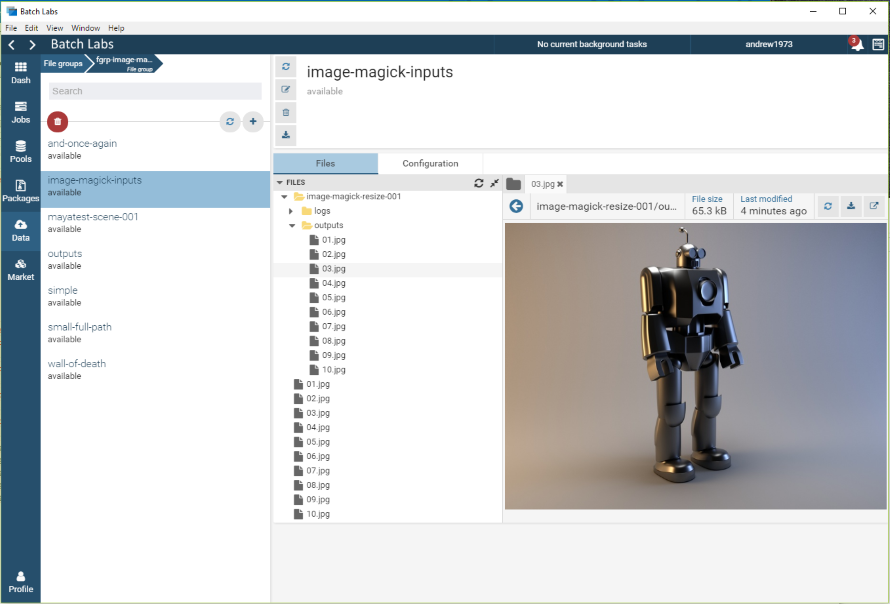 Batch Labs
File Edit View Window Help
Batch Labs
No current background tasks
andrew1973
3
Dash
Jobs
Pools
Packages
Data
Market
Profile
File groups
fgrp-image-ma...
File group
Search
and-once-again
available
image-magick-inputs
available
mayatest-scene-001
available
outputs
available
simple
available
small-full-path
available
wall-of-death
available
image-magick-inputs
available
Files
Configuration
FILES
image-magick-resize-001
logs
outputs
01.jpg
02.jpg
03.jpg
04.jpg
05.jpg
06.jpg
07.jpg
08.jpg
09.jpg
10.jpg
01.jpg
02.jpg
03.jpg
04.jpg
05.jpg
06.jpg
07.jpg
08.jpg
09.jpg
10.jpg
03.jpg
image-magick-resize-001/ou...
File size
65.3 kB
Last modified
4 minutes ago